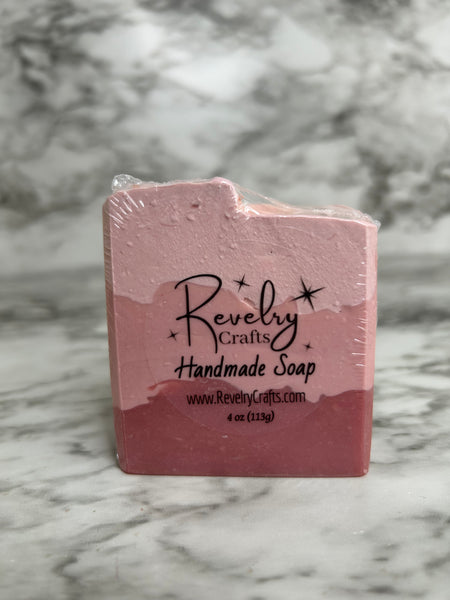 Revelry
Crafts
Handmade Soap
www.RevelryCrafts.com
4 oz (113g)